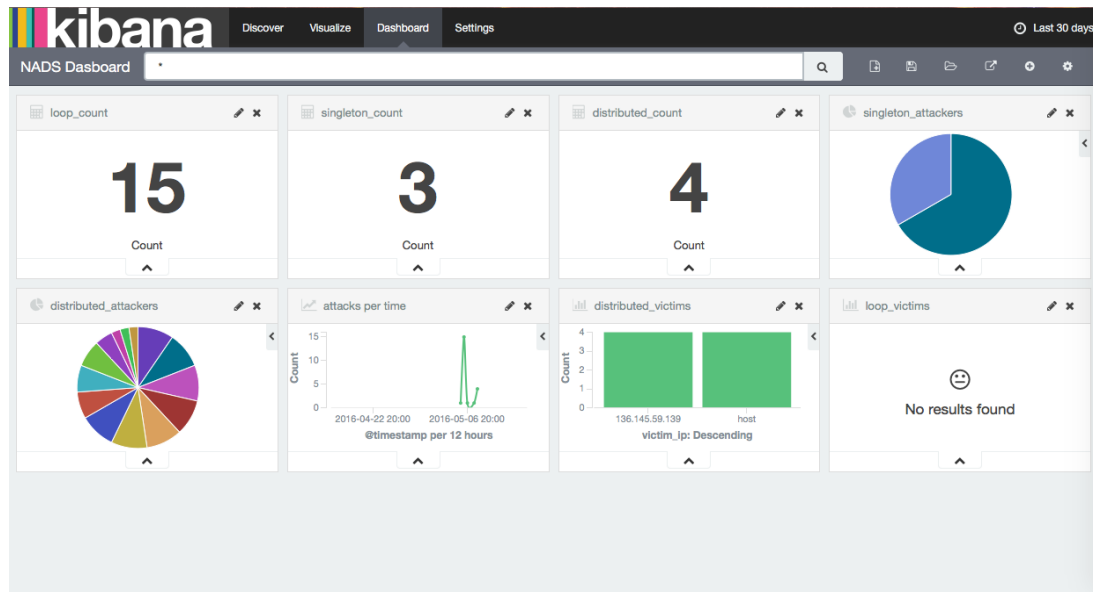 kibana
Discover Visualize Dashboard Settings Last 30 days
NADS Dasboard *
loop_count
15
Count
singleton_count
3
Count
distributed_count
4
Count
singleton_attackers
distributed_attackers
attacks per time
15
10
5
0
Count
2016-04-22 20:00 2016-05-06 20:00
@timestamp per 12 hours
distributed_victims
4
3
2
1
0
Count
136.145.59.139 host
victim_ip: Descending
loop_victims
No results found